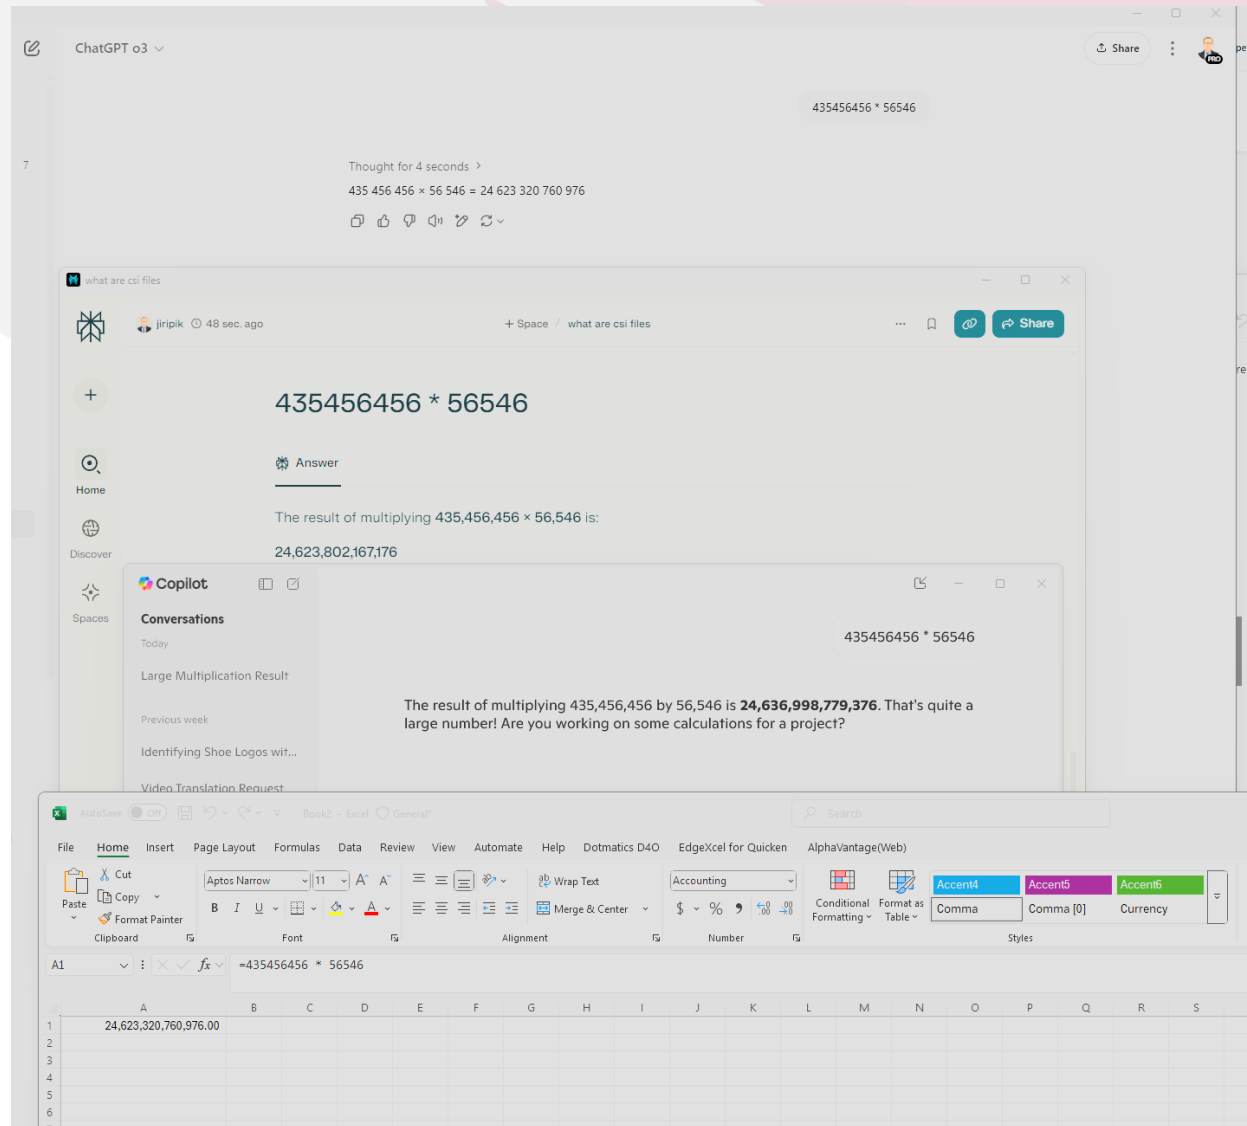 ChatGPT o3
Share
PRO
435456456 * 56546
7
Thought for 4 seconds
435 456 456 × 56 546 = 24 623 320 760 976
what are csi files
jiripik 48 sec. ago
+ Space / what are csi files
Share
435456456 * 56546
Home
Answer
Discover
The result of multiplying 435,456,456 × 56,546 is:
24,623,802,167,176
Spaces
Copilot
Conversations
Today
Large Multiplication Result
Previous week
Identifying Shoe Logos wit...
Video Translation Request
435456456 * 56546
The result of multiplying 435,456,456 by 56,546 is 24,636,998,779,376. That's quite a
large number! Are you working on some calculations for a project?
AutoSave Off Book2 - Excel General* Search
File Home Insert Page Layout Formulas Data Review View Automate Help Dotmatics D4O EdgeXcel for Quicken AlphaVantage(Web)
Paste
Cut
Copy
Format Painter
Clipboard
Aptos Narrow 11
B I U
Font
Wrap Text
Merge & Center
Alignment
Accounting
$ % 9
Number
Conditional
Formatting
Format as
Table
Accent4 Accent5 Accent6
Comma Comma [0] Currency
Styles
A1 fx =435456456 * 56546
A B C D E F G H I J K L M N O P Q R S
1 24,623,320,760,976.00
2
3
4
5
6